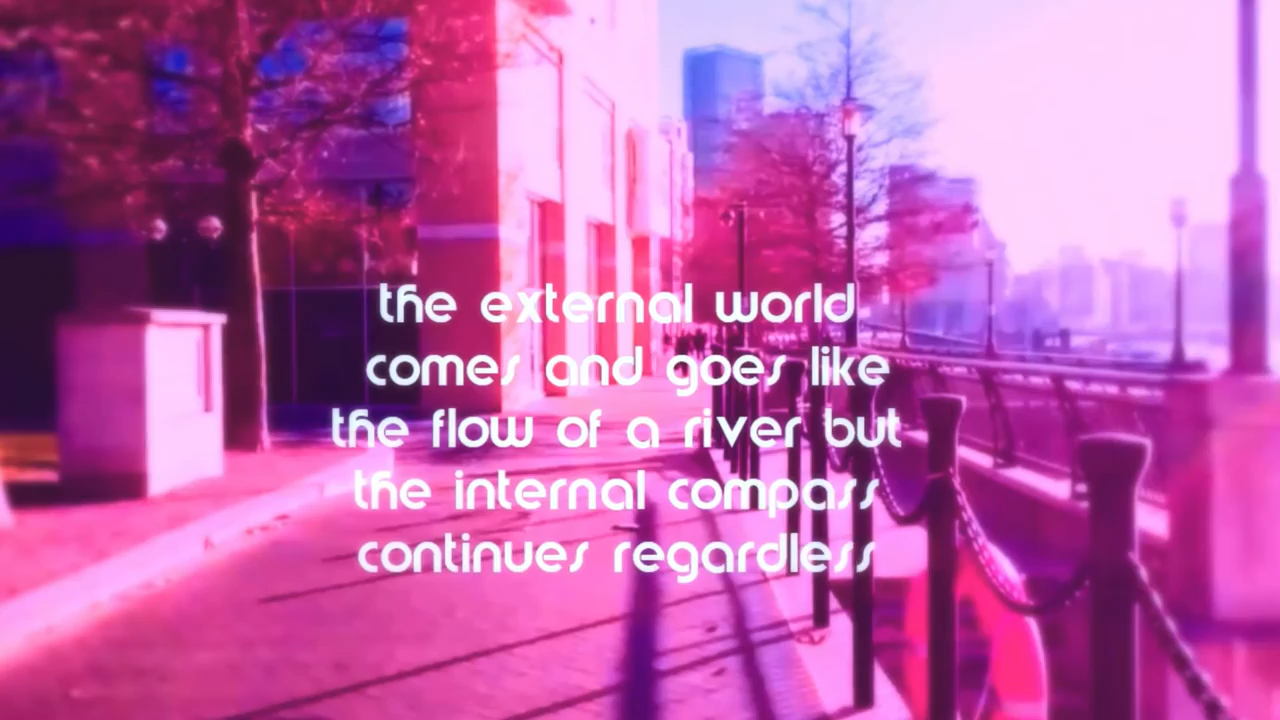 the external world
comes and goes like
the flow of a river but
the internal compass
continues regardless